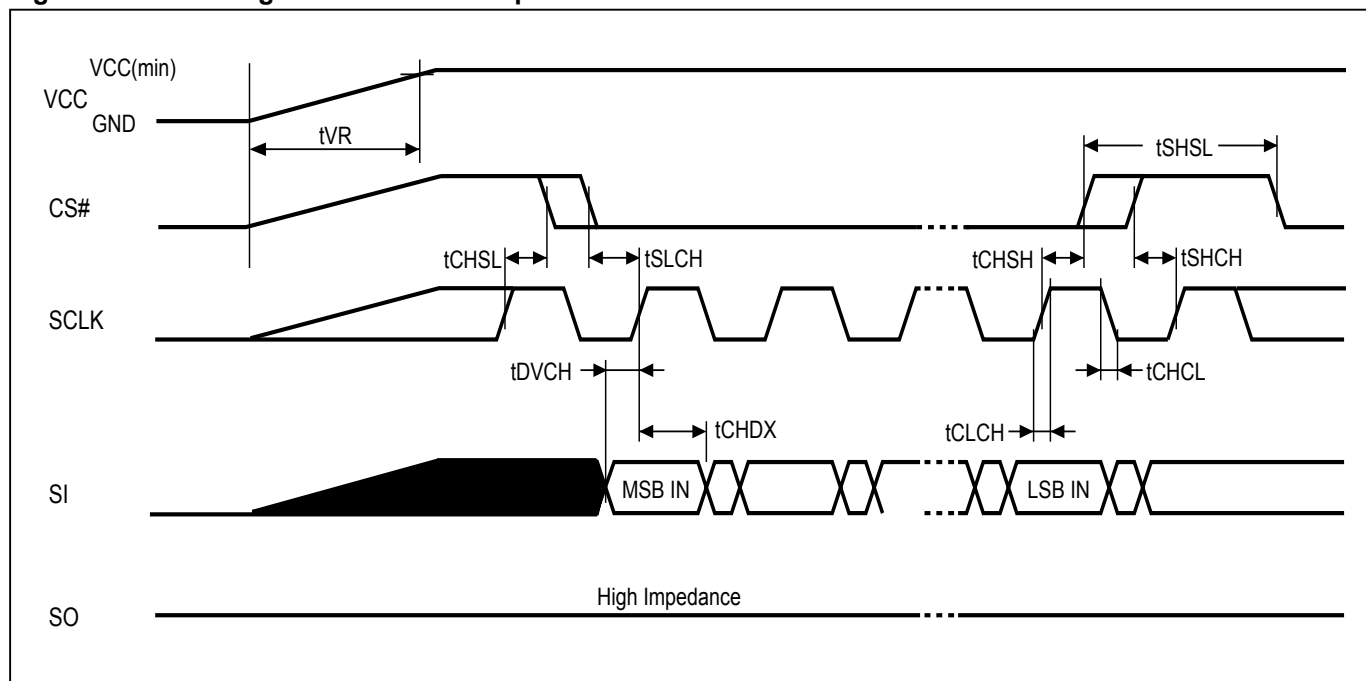 VCC(min)
VCC
GND
tVR
tSHSL
CS#
tCHSL
tSLCH
tCHSH
tSHCH
SCLK
tDVCH
tCHCL
tCHDX
tCLCH
SI
MSB IN
LSB IN
High Impedance
SO